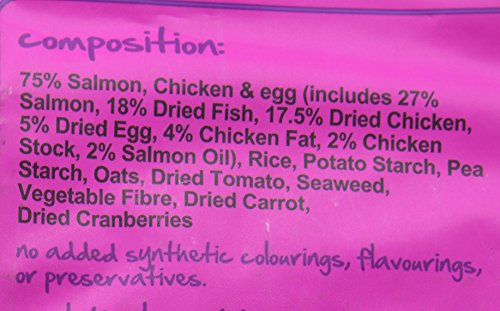 composition:
75% Salmon, Chicken & egg (includes 27%
Salmon, 18% Dried Fish, 17.5% Dried Chicken,
5% Dried Egg, 4% Chicken Fat, 2% Chicken
Stock, 2% Salmon Oil), Rice, Potato Starch, Pea
Starch, Oats, Dried Tomato, Seaweed,
Vegetable Fibre, Dried Carrot,
Dried Cranberries
no added synthetic colourings, flavourings,
or preservatives.